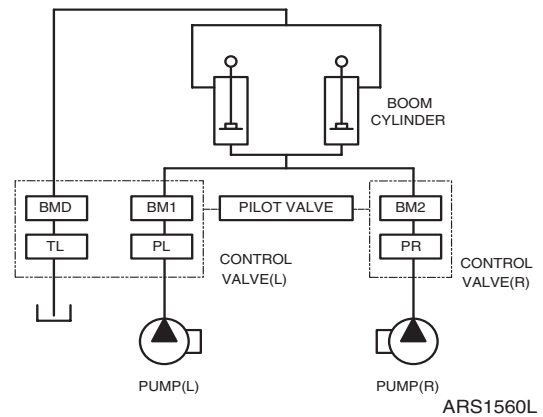 BOOM
CYLINDER
BMD
BM1
PILOT VALVE
BM2
TL
PL
PR
CONTROL
VALVE(L)
CONTROL
VALVE(R)
PUMP(L)
PUMP(R)
ARS1560L